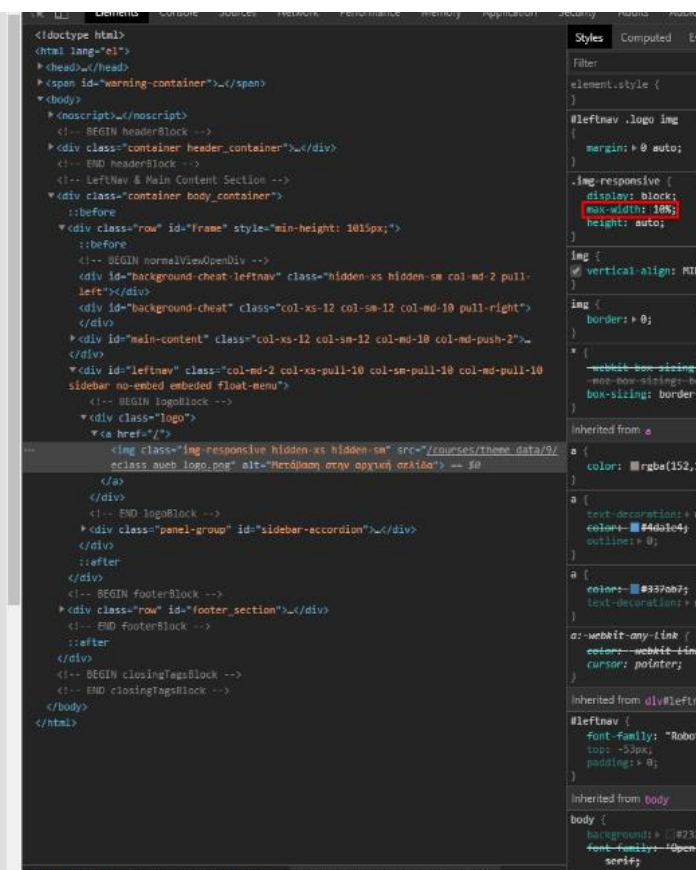 Elements Console Sources Network Performance Memory Application Security Audits
<!doctype html>
<html lang="el">
<head>…</head>
<span id="warning-container">…</span>
<body>
<noscript>…</noscript>
<!-- BEGIN headerBlock -->
<div class="container header_container">…</div>
<!-- END headerBlock -->
<!-- LeftNav & Main Content Section -->
<div class="container body_container">
::before
<div class="row" id="Frame" style="min-height: 1015px;">
::before
<!-- BEGIN normalViewOpenDiv -->
<div id="background-cheat-leftnav" class="hidden-xs hidden-sm col-md-2 pull-
left"></div>
<div id="background-cheat" class="col-xs-12 col-sm-12 col-md-10 pull-right">
</div>
<div id="main-content" class="col-xs-12 col-sm-12 col-md-10 col-md-push-2">…
</div>
<div id="leftnav" class="col-md-2 col-xs-pull-10 col-sm-pull-10 col-md-pull-10
sidebar no-embed embeded float-menu">
<!-- BEGIN logoBlock -->
<div class="logo">
<a href="/">
<img class="img-responsive hidden-xs hidden-sm" src="/courses/theme_data/9/
eclass_aueb_logo.png" alt="Μετάβαση στην αρχική σελίδα"> == $0
</a>
</div>
<!-- END logoBlock -->
<div class="panel-group" id="sidebar-accordion">…</div>
</div>
::after
</div>
<!-- BEGIN footerBlock -->
<div class="row" id="footer_section">…</div>
<!-- END footerBlock -->
::after
</div>
<!-- BEGIN closingTagsBlock -->
<!-- END closingTagsBlock -->
</body>
</html>
Styles Computed
Filter
element.style {
}
#leftnav .logo img
{
margin: 0 auto;
}
.img-responsive {
display: block;
max-width: 10%;
height: auto;
}
img {
vertical-align:
}
img {
border: 0;
}
* {
-webkit-box-sizing
-moz-box-sizing:
box-sizing: border
}
Inherited from a
a {
color: rgba(152,
}
a {
text-decoration:
color: #4da1e4;
outline: 0;
}
a {
color: #337ab7;
text-decoration:
}
a:-webkit-any-link {
color: -webkit-
cursor: pointer;
}
Inherited from
#leftnav {
font-family:
top: -53px;
padding: 0;
}
Inherited from body
body {
background:
font-family: "Open
serif;